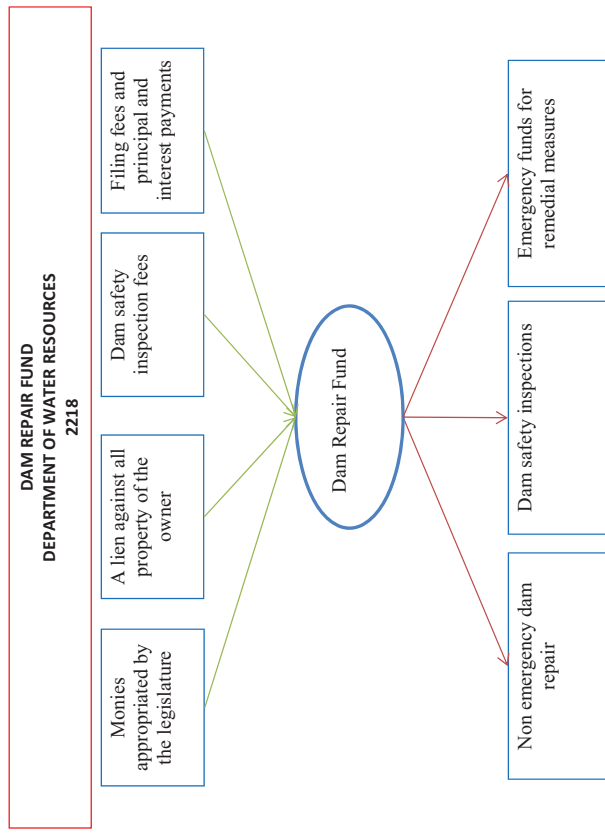 DAM REPAIR FUND
DEPARTMENT OF WATER RESOURCES
2218
Monies
appropriated by
the legislature
A lien against all
property of the
owner
Dam safety
inspection fees
Filing fees and
principal and
interest payments
Dam Repair Fund
Non emergency dam
repair
Dam safety inspections
Emergency funds for
remedial measures